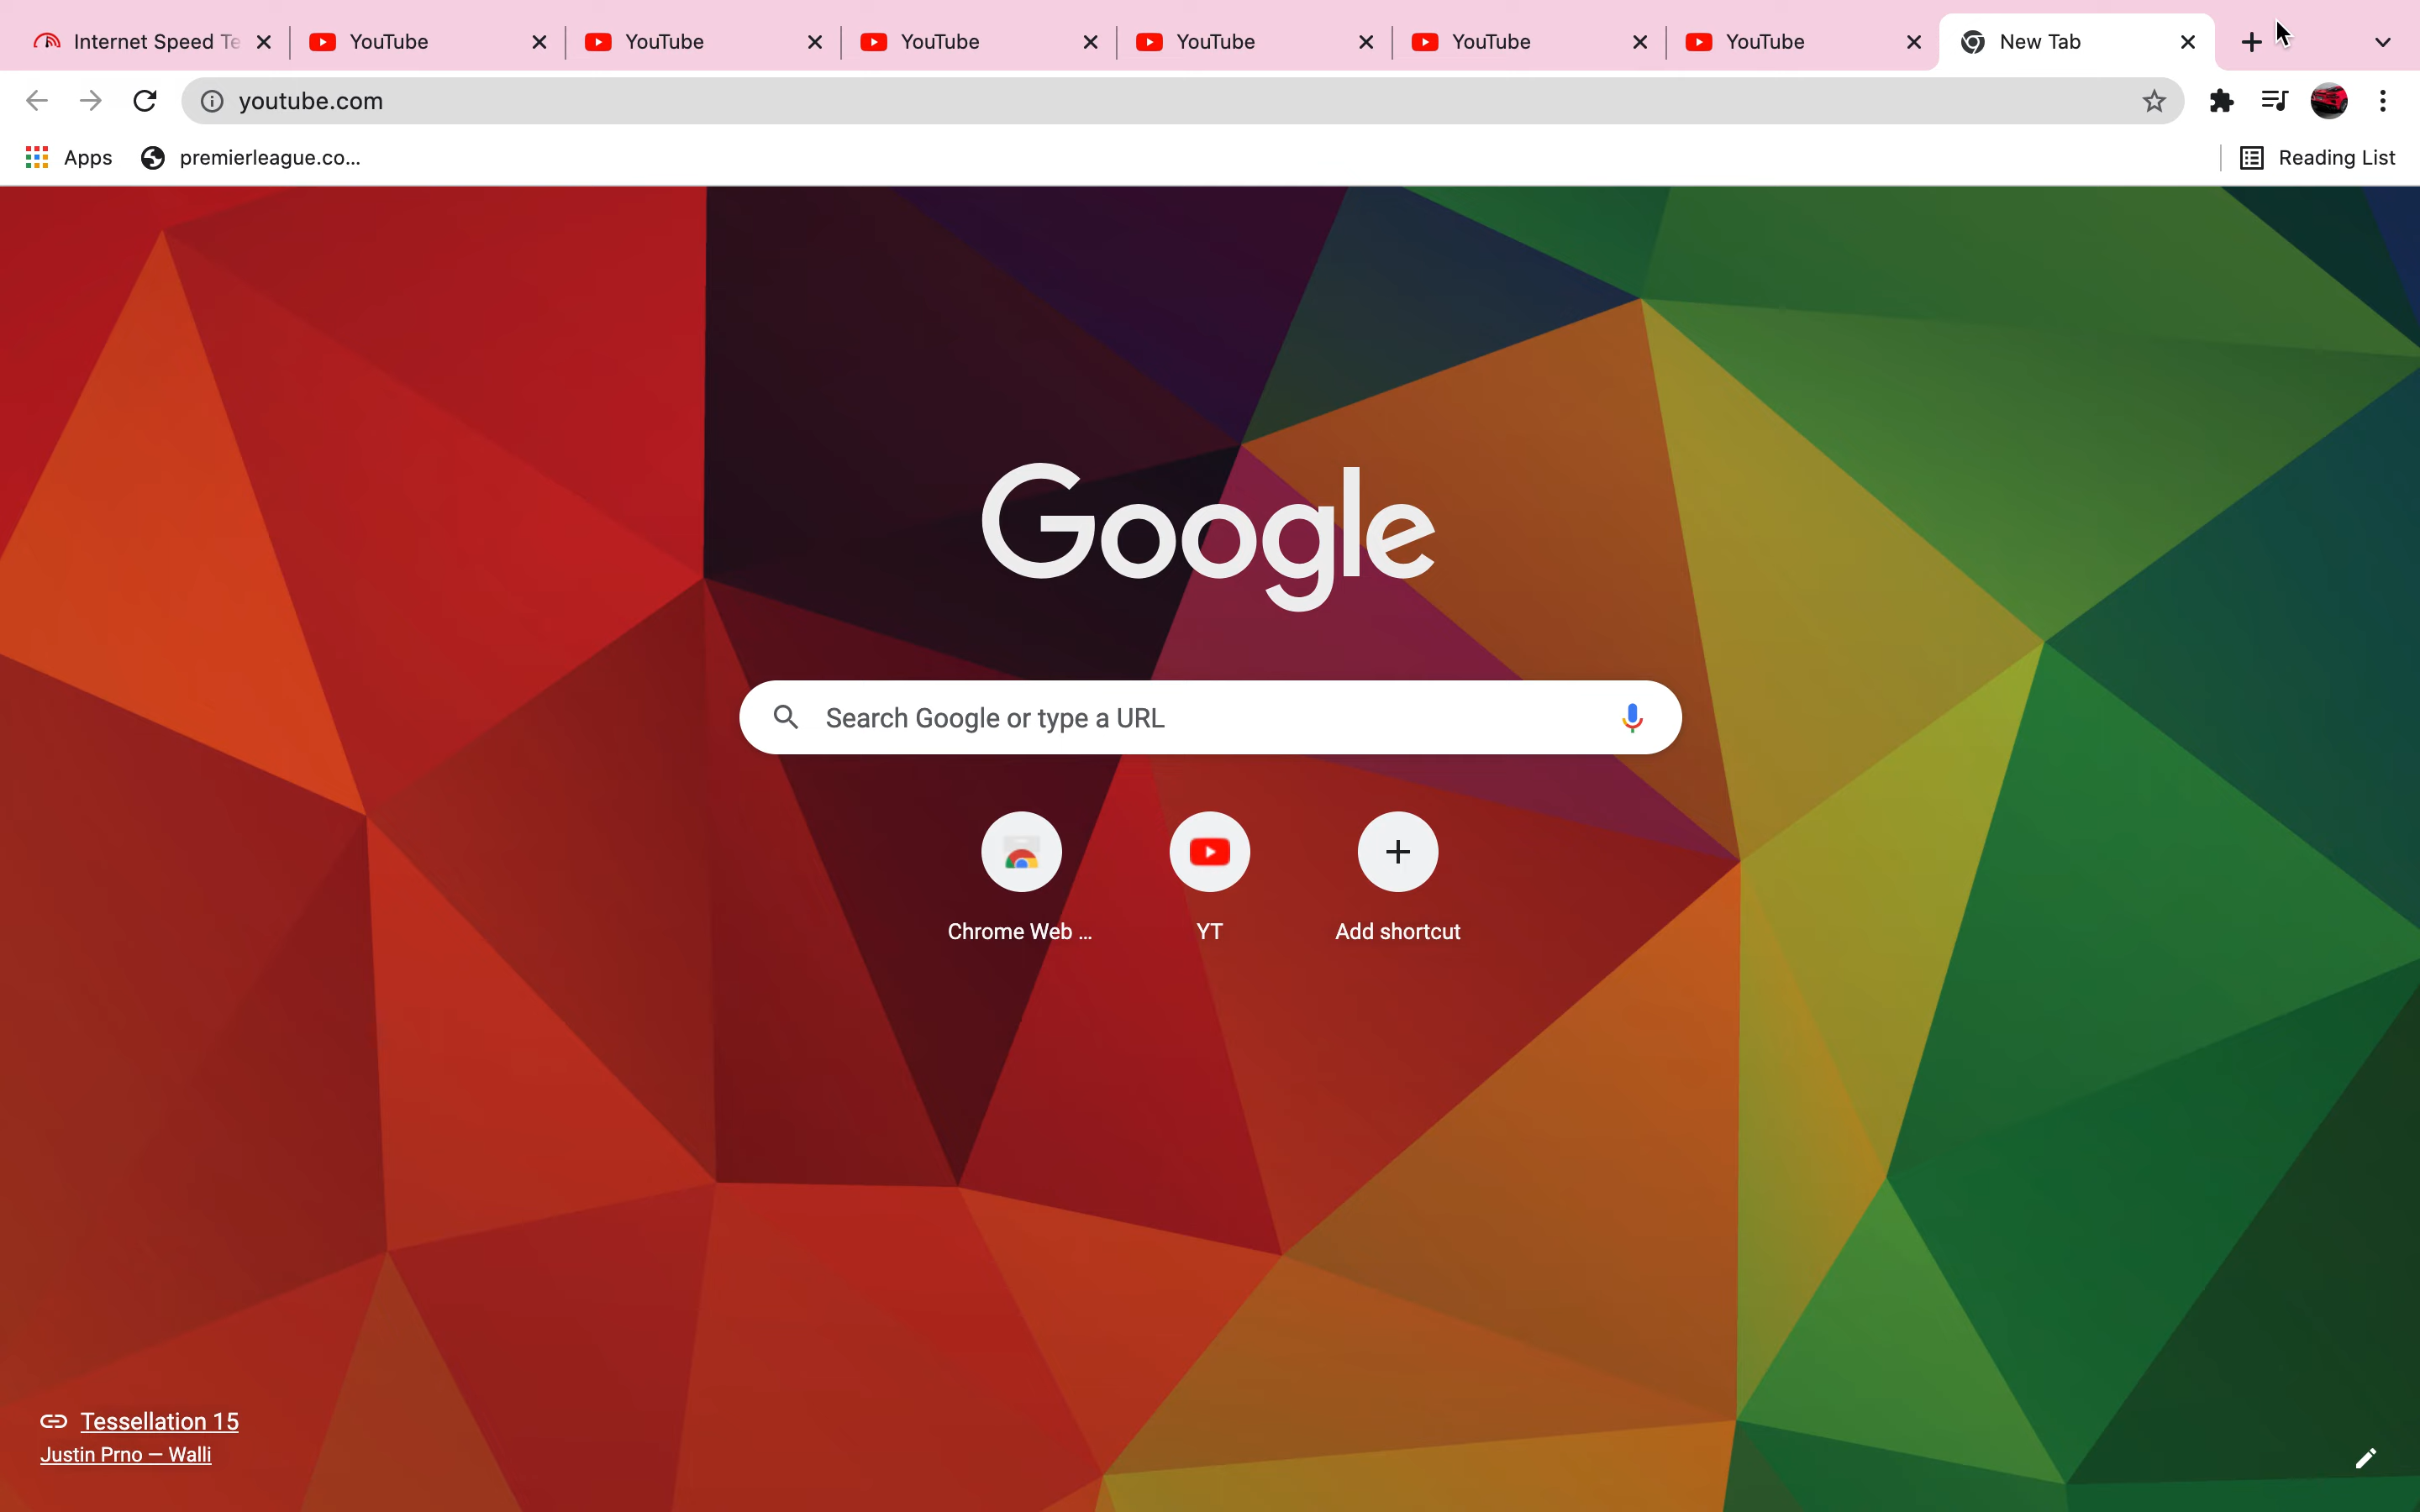 Internet Speed Te
YouTube
YouTube
YouTube
YouTube
YouTube
YouTube
New Tab
youtube.com
Apps
premierleague.co...
Reading List
Google
Search Google or type a URL
Chrome Web ...
YT
Add shortcut
Tessellation 15
Justin Prno — Walli